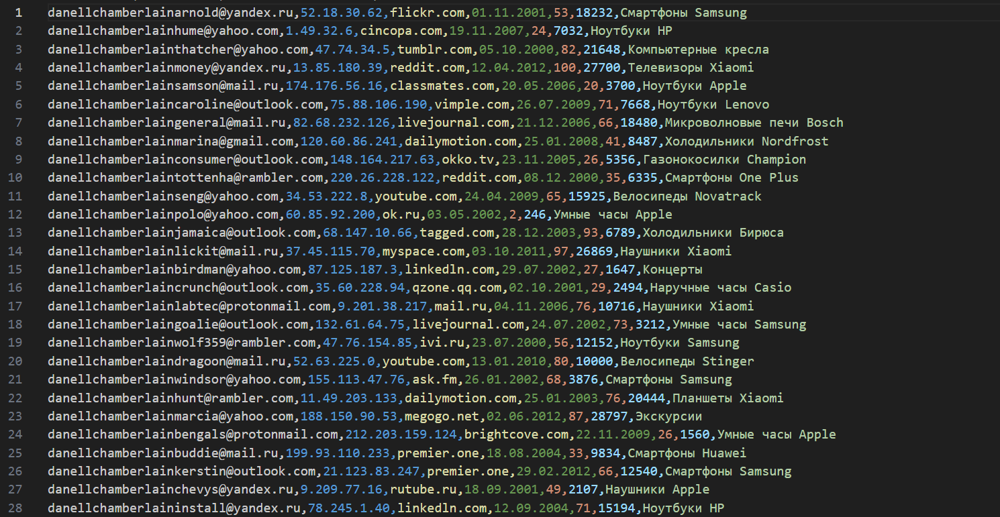 1 danellchamberlainarnold@yandex.ru,52.18.30.62,flickr.com,01.11.2001,53,18232,Смартфоны Samsung
2 danellchamberlainhume@yahoo.com,1.49.32.6,cincopa.com,19.11.2007,24,7032,Ноутбуки HP
3 danellchamberlainthatcher@yahoo.com,47.74.34.5,tumblr.com,05.10.2000,82,21648,Компьютерные кресла
4 danellchamberlainmoney@yandex.ru,13.85.180.39,reddit.com,12.04.2012,100,27700,Телевизоры Xiaomi
5 danellchamberlainsamson@mail.ru,174.176.56.16,classmates.com,20.05.2006,20,3700,Ноутбуки Apple
6 danellchamberlaincaroline@outlook.com,75.88.106.190,vimple.com,26.07.2009,71,7668,Ноутбуки Lenovo
7 danellchamberlaingeneral@mail.ru,82.68.232.126,livejournal.com,21.12.2006,66,18480,Микроволновые печи Bosch
8 danellchamberlainmarina@gmail.com,120.60.86.241,dailymotion.com,25.01.2008,41,8487,Холодильники Nordfrost
9 danellchamberlainconsumer@outlook.com,148.164.217.63,okko.tv,23.11.2005,26,5356,Газонокосилки Champion
10 danellchamberlaintottenha@rambler.com,220.26.228.122,reddit.com,08.12.2000,35,6335,Смартфоны One Plus
11 danellchamberlainseng@yahoo.com,34.53.222.8,youtube.com,24.04.2009,65,15925,Велосипеды Novatrack
12 danellchamberlainpolo@yahoo.com,60.85.92.200,ok.ru,03.05.2002,2,246,Умные часы Apple
13 danellchamberlainjamaica@outlook.com,68.147.10.66,tagged.com,28.12.2003,93,6789,Холодильники Бирюса
14 danellchamberlainlickit@mail.ru,37.45.115.70,myspace.com,03.10.2011,97,26869,Наушники Xiaomi
15 danellchamberlainbirdman@yahoo.com,87.125.187.3,linkedln.com,29.07.2002,27,1647,Концерты
16 danellchamberlaincrunch@outlook.com,35.60.228.94,qzone.qq.com,02.10.2001,29,2494,Наручные часы Casio
17 danellchamberlainlabtec@protonmail.com,9.201.38.217,mail.ru,04.11.2006,76,10716,Наушники Xiaomi
18 danellchamberlaingoalie@outlook.com,132.61.64.75,livejournal.com,24.07.2002,73,3212,Умные часы Samsung
19 danellchamberlainwolf359@rambler.com,47.76.154.85,ivi.ru,23.07.2000,56,12152,Ноутбуки Samsung
20 danellchamberlaindragoon@mail.ru,52.63.225.0,youtube.com,13.01.2010,80,10000,Велосипеды Stinger
21 danellchamberlainwindsor@yahoo.com,155.113.47.76,ask.fm,26.01.2002,68,3876,Смартфоны Samsung
22 danellchamberlainhunt@rambler.com,11.49.203.133,dailymotion.com,25.01.2003,76,20444,Планшеты Xiaomi
23 danellchamberlainmarcia@yahoo.com,188.150.90.53,megogo.net,02.06.2012,87,28797,Экскурсии
24 danellchamberlainbengals@protonmail.com,212.203.159.124,brightcove.com,22.11.2009,26,1560,Умные часы Apple
25 danellchamberlainbuddie@mail.ru,199.93.110.233,premier.one,18.08.2004,33,9834,Смартфоны Huawei
26 danellchamberlainkerstin@outlook.com,21.123.83.247,premier.one,29.02.2012,66,12540,Смартфоны Samsung
27 danellchamberlainchevys@yandex.ru,9.209.77.16,rutube.ru,18.09.2001,49,2107,Наушники Apple
28 danellchamberlaininstall@yandex.ru,78.245.1.40,linkedln.com,12.09.2004,71,15194,Ноутбуки HP